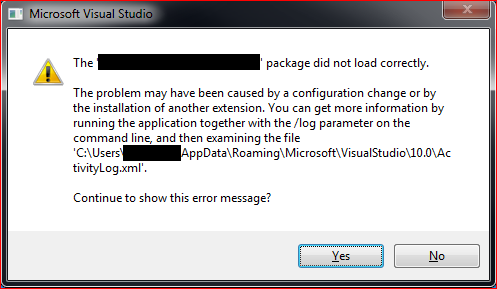 Microsoft Visual Studio
The ' ' package did not load correctly.
The problem may have been caused by a configuration change or by
the installation of another extension. You can get more information by
running the application together with the /log parameter on the
command line, and then examining the file
'C:\Users\ AppData\Roaming\Microsoft\VisualStudio\10.0\Ac
tivityLog.xml'.
Continue to show this error message?
Yes
No